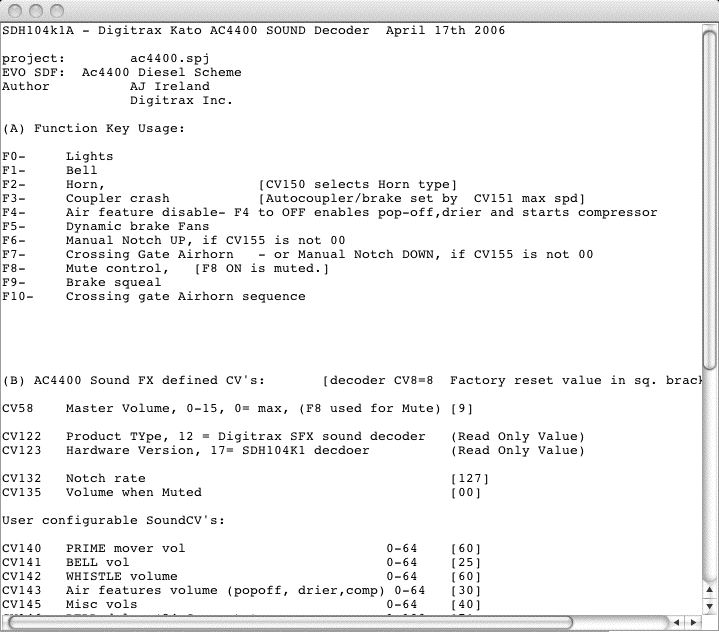 SDH104k1A - Digitrax Kato AC4400 SOUND Decoder  April 17th 2006
project:        ac4400.spj
EVO SDF:  Ac4400 Diesel Scheme
Author          AJ Ireland
                Digitrax Inc.
(A) Function Key Usage:
F0-     Lights
F1-     Bell
F2-     Horn,                   [CV150 selects Horn type]
F3-     Coupler crash           [Autocoupler/brake set by  CV151 max spd]
F4-     Air feature disable- F4 to OFF enables pop-off,drier and starts compressor
F5-     Dynamic brake Fans
F6-     Manual Notch UP, if CV155 is not 00
F7-     Crossing Gate Airhorn   - or Manual Notch DOWN, if CV155 is not 00
F8-     Mute control,   [F8 ON is muted.]
F9-     Brake squeal
F10-    Crossing gate Airhorn sequence
(B) AC4400 Sound FX defined CV's:       [decoder CV8=8  Factory reset value in sq. brack
CV58    Master Volume, 0-15, 0= max, (F8 used for Mute) [9]
CV122   Product TYpe, 12 = Digitrax SFX sound decoder   (Read Only Value)
CV123   Hardware Version, 17= SDH104K1 decdoer          (Read Only Value)
CV132   Notch rate                                      [127]
CV135   Volume when Muted                               [00]
User configurable SoundCV's:
CV140   PRIME mover vol                         0-64    [60]
CV141   BELL vol                                0-64    [25]
CV142   WHISTLE volume                          0-64    [60]
CV143   Air features volume (popoff, drier,comp) 0-64   [30]
CV145   Misc vols                               0-64    [40]